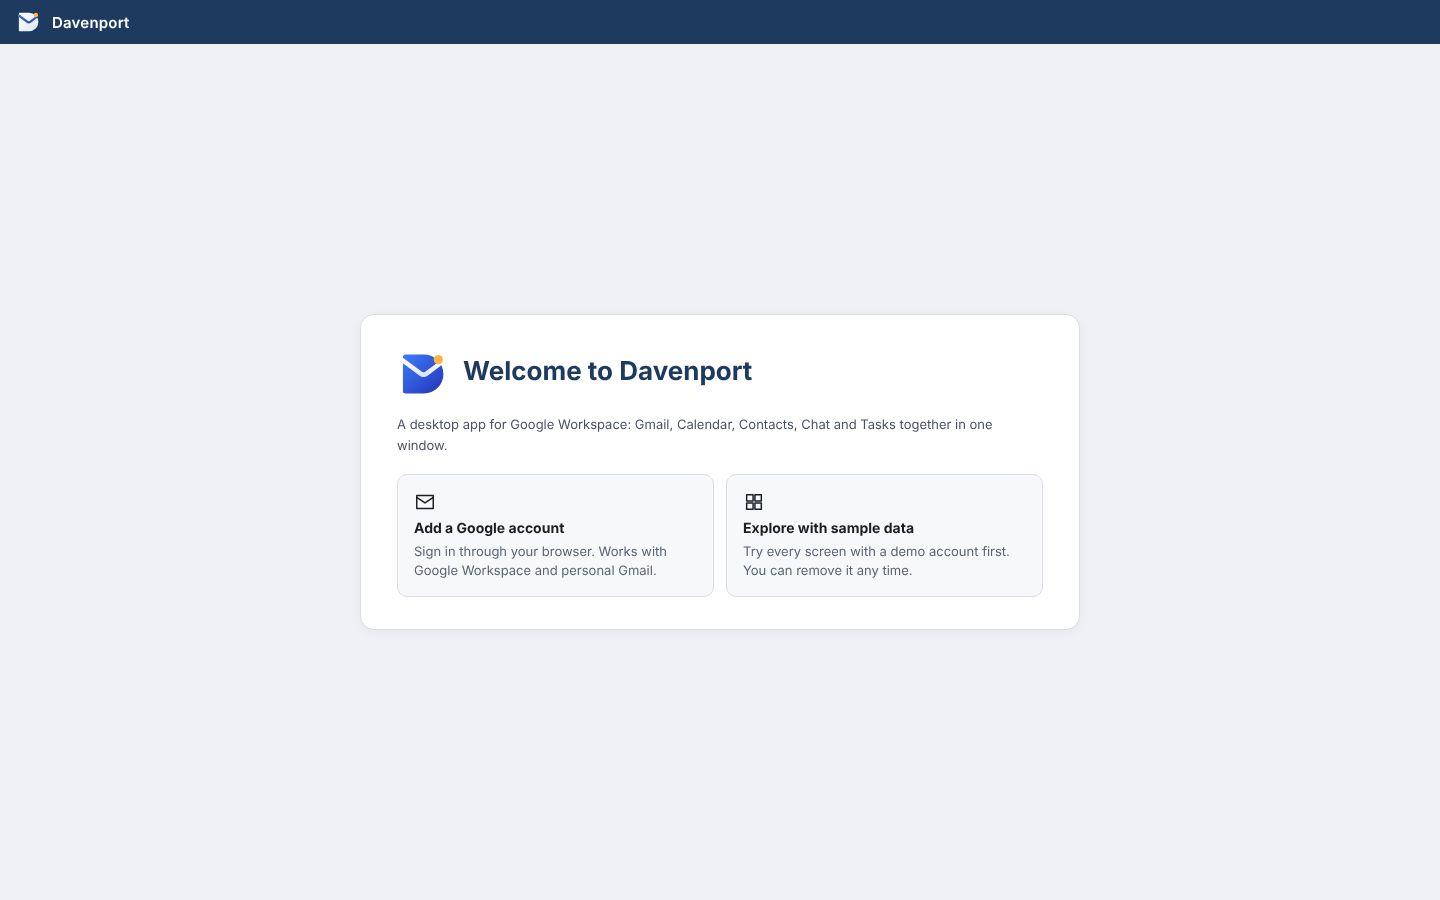 Davenport
Welcome to Davenport
A desktop app for Google Workspace: Gmail, Calendar, Contacts, Chat and Tasks together in one
window.
Add a Google account
Sign in through your browser. Works with
Google Workspace and personal Gmail.
Explore with sample data
Try every screen with a demo account first.
You can remove it any time.